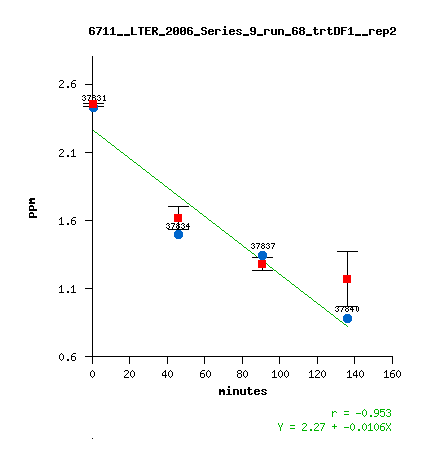 6711__LTER_2006_Series_9_run_68_trtDF1__rep2
2.6
37831
2.1
PPM
1.6
37834
37837
1.1
37840
0.6
0 20 40 60 80 100 120 140 160
minutes
r = -0.953
Y = 2.27 + -0.0106X